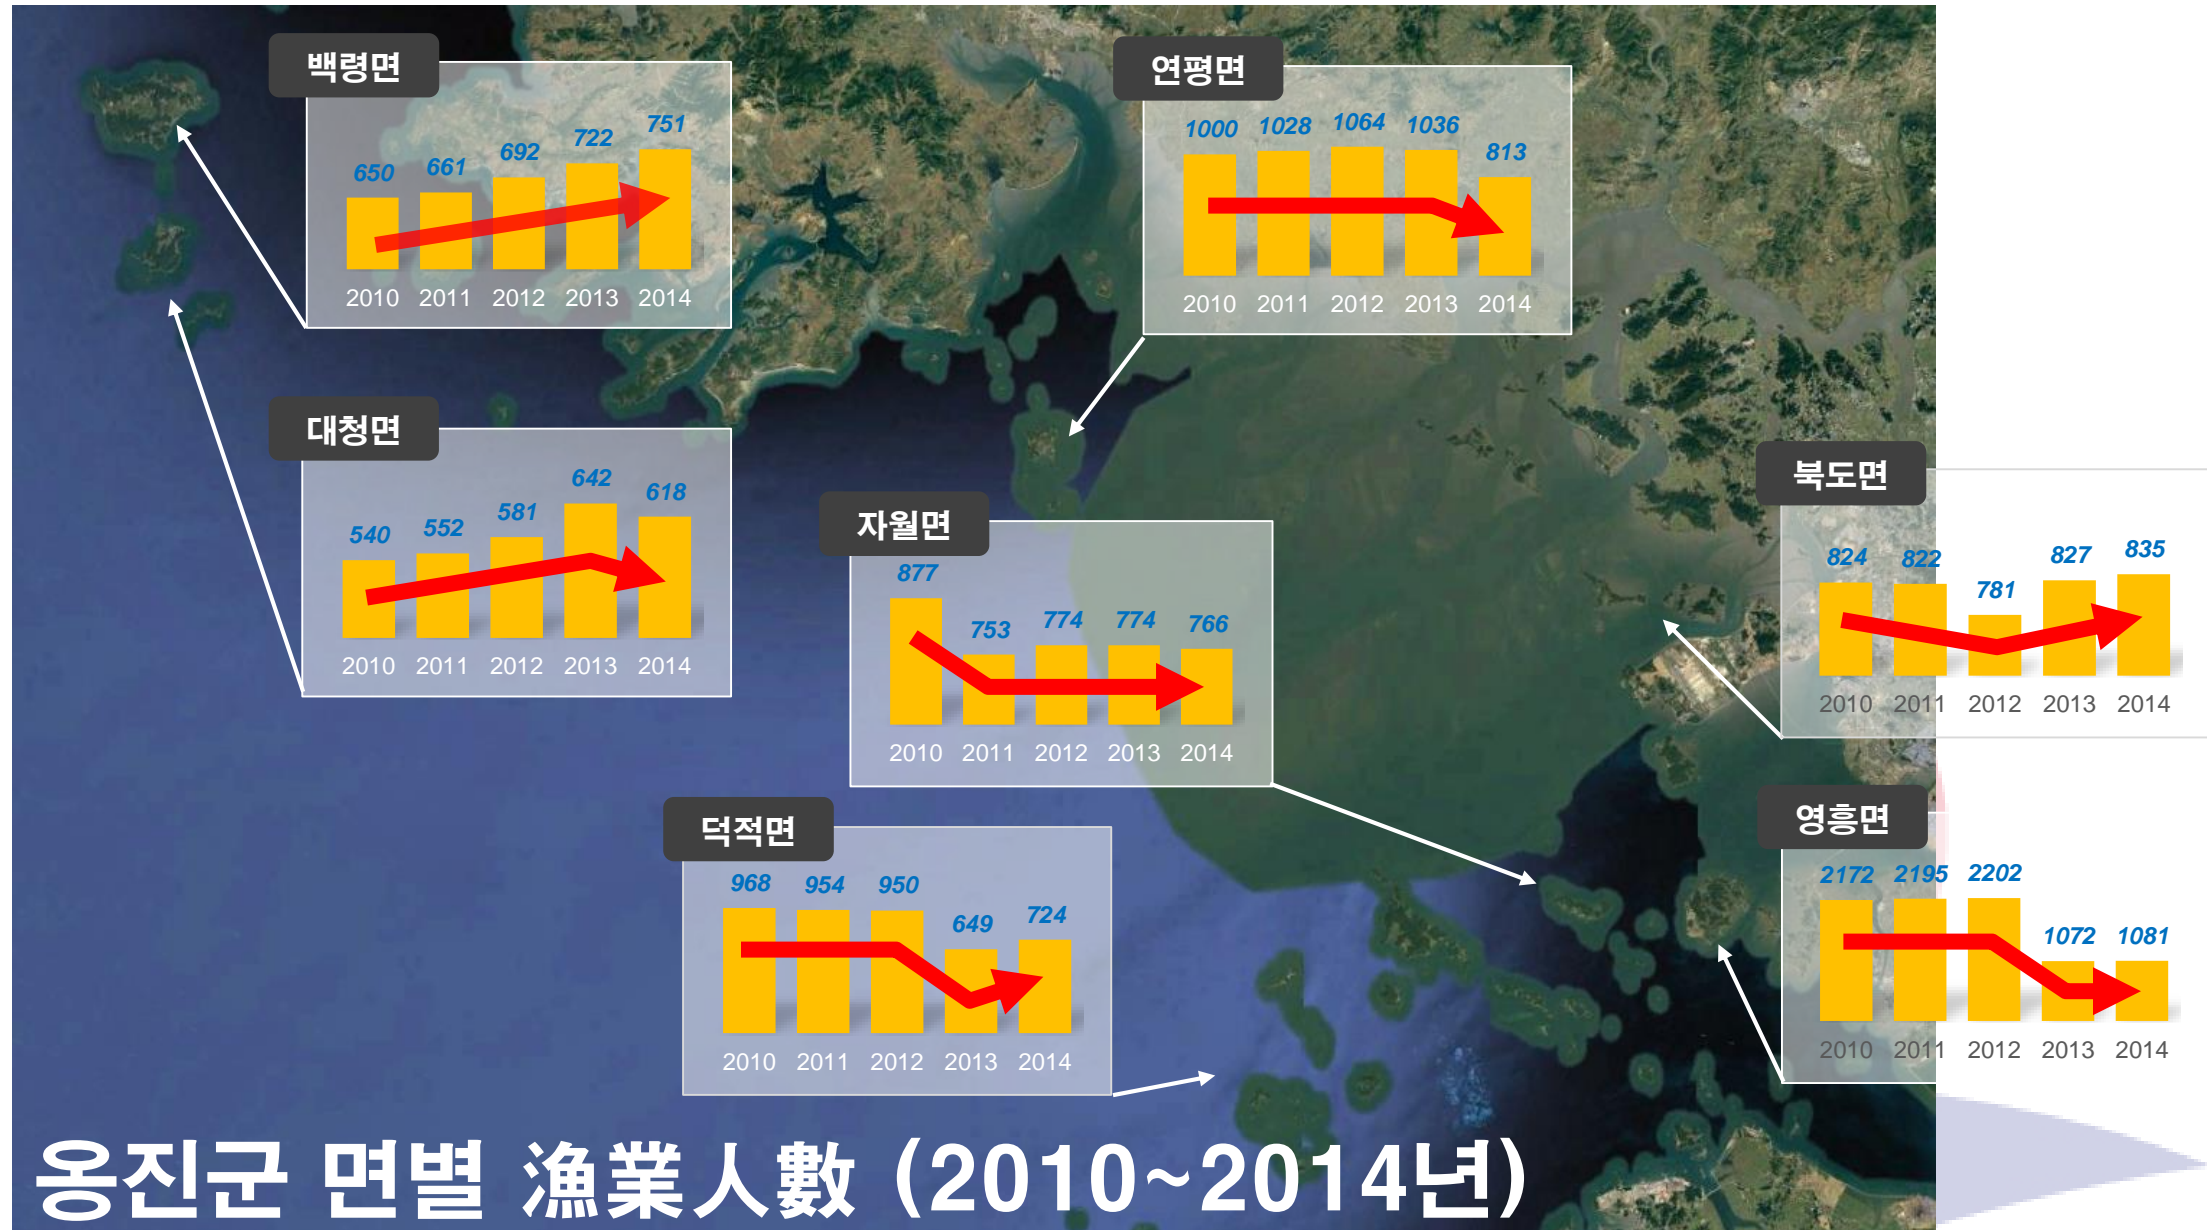 백령면
650 661 692 722 751
2010 2011 2012 2013 2014
연평면
1000 1028 1064 1036 813
2010 2011 2012 2013 2014
대청면
540 552 581 642 618
2010 2011 2012 2013 2014
자월면
877 753 774 774 766
2010 2011 2012 2013 2014
북도면
824 822 781 827 835
2010 2011 2012 2013 2014
덕적면
968 954 950 649 724
2010 2011 2012 2013 2014
영흥면
2172 2195 2202 1072 1081
2010 2011 2012 2013 2014
옹진군 면별 漁業人數 (2010~2014년)